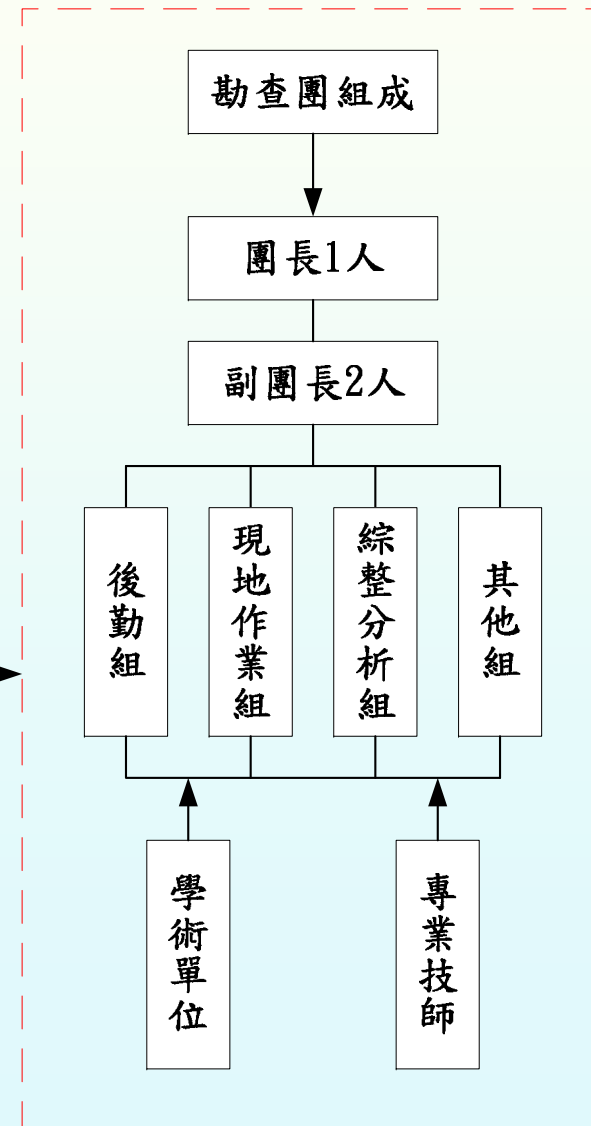 勘查團組成
團長1人
副團長2人
後勤組
現地作業組
綜整分析組
其他組
學術單位
專業技師